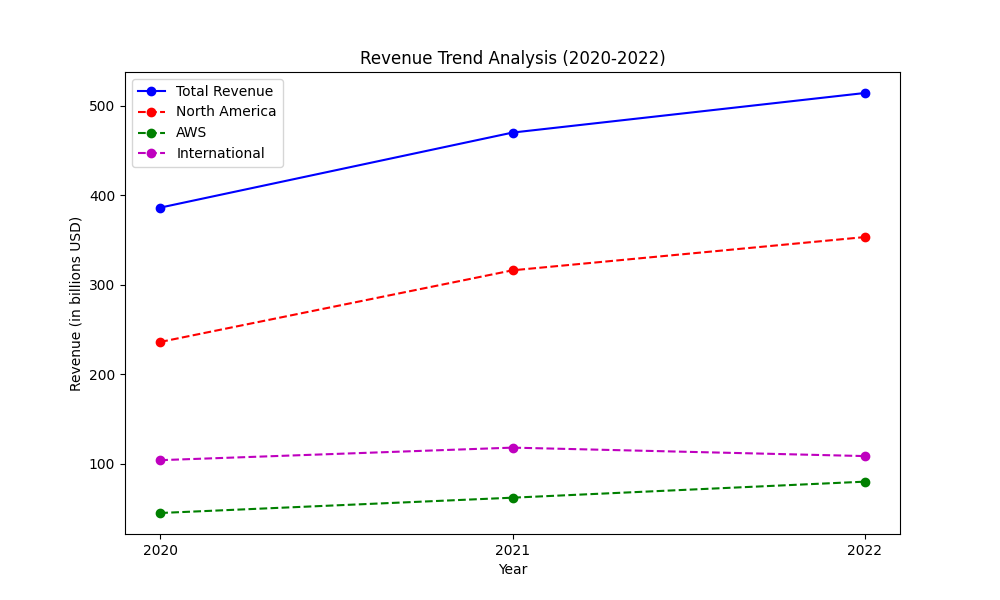 Revenue Trend Analysis (2020-2022)
Total Revenue
North America
AWS
International
500
400
300
200
100
Revenue (in billions USD)
2020
2021
2022
Year